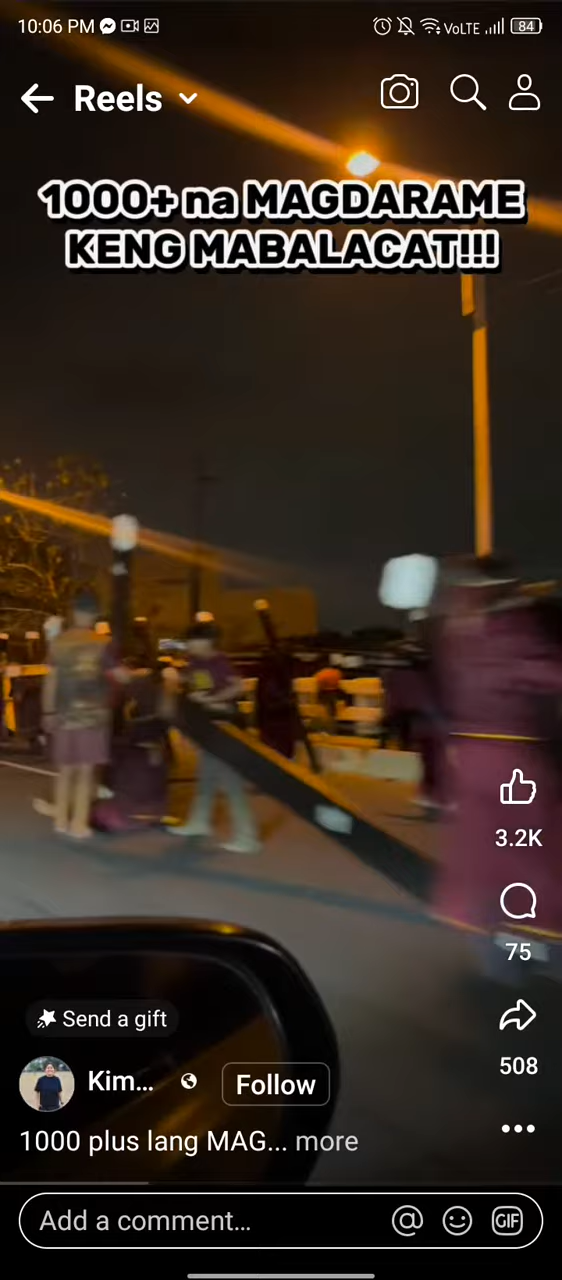 10:06 PM
VoLTE
84
Reels
1000+ na MAGDARAME
KENG MABALACAT!!!
3.2K
75
Send a gift
508
Kim...
Follow
1000 plus lang MAG... more
Add a comment...
GIF